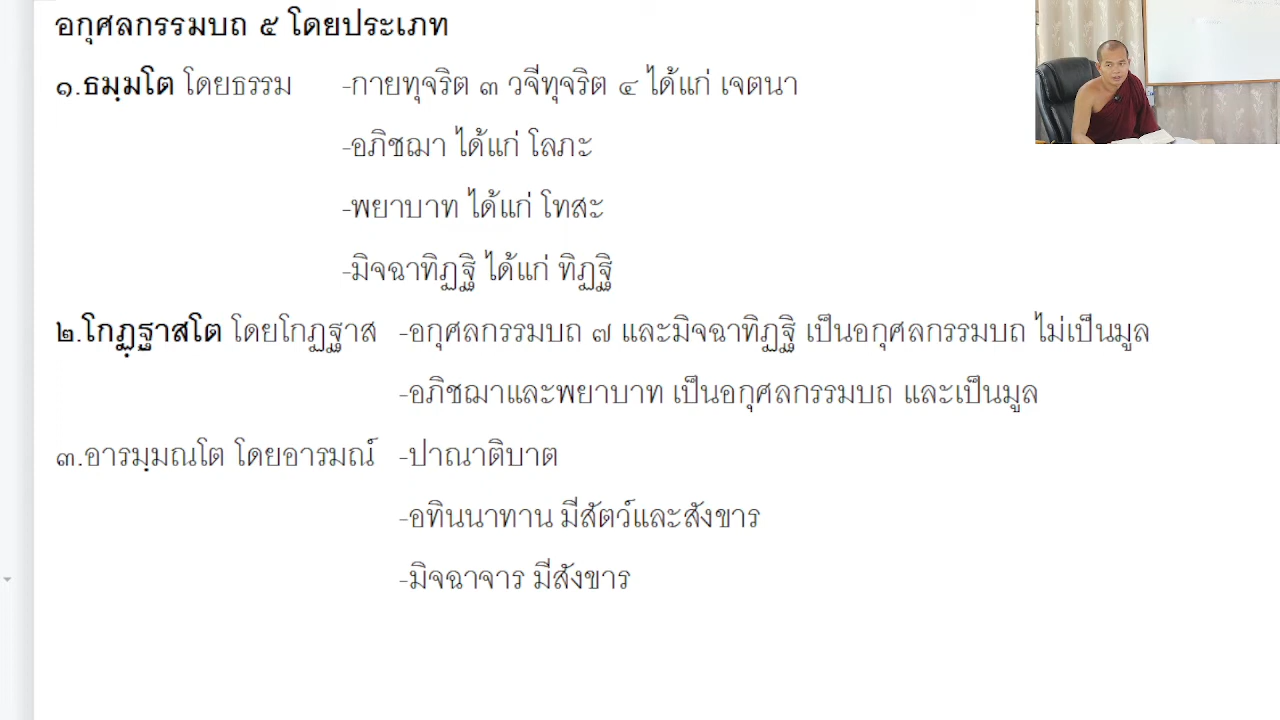 อกุศลกรรมบถ ๕ โดยประเภท
๑.ธมฺมโต โดยธรรม -กายทุจริต ๓ วจีทุจริต ๔ ได้แก่ เจตนา
-อภิชฌา ได้แก่ โลภะ
-พยาบาท ได้แก่ โทสะ
-มิจฉาทิฏฐิ ได้แก่ ทิฏฐิ
๒.โกฏฺฐาสโต โดยโกฏฐาส -อกุศลกรรมบถ ๗ และมิจฉาทิฏฐิ เป็นอกุศลกรรมบถ ไม่เป็นมูล
-อภิชฌาและพยาบาท เป็นอกุศลกรรมบถ และเป็นมูล
๓.อารมฺมณโต โดยอารมณ์ -ปาณาติบาต
-อทินนาทาน มีสัตว์และสังขาร
-มิจฉาจาร มีสังขาร